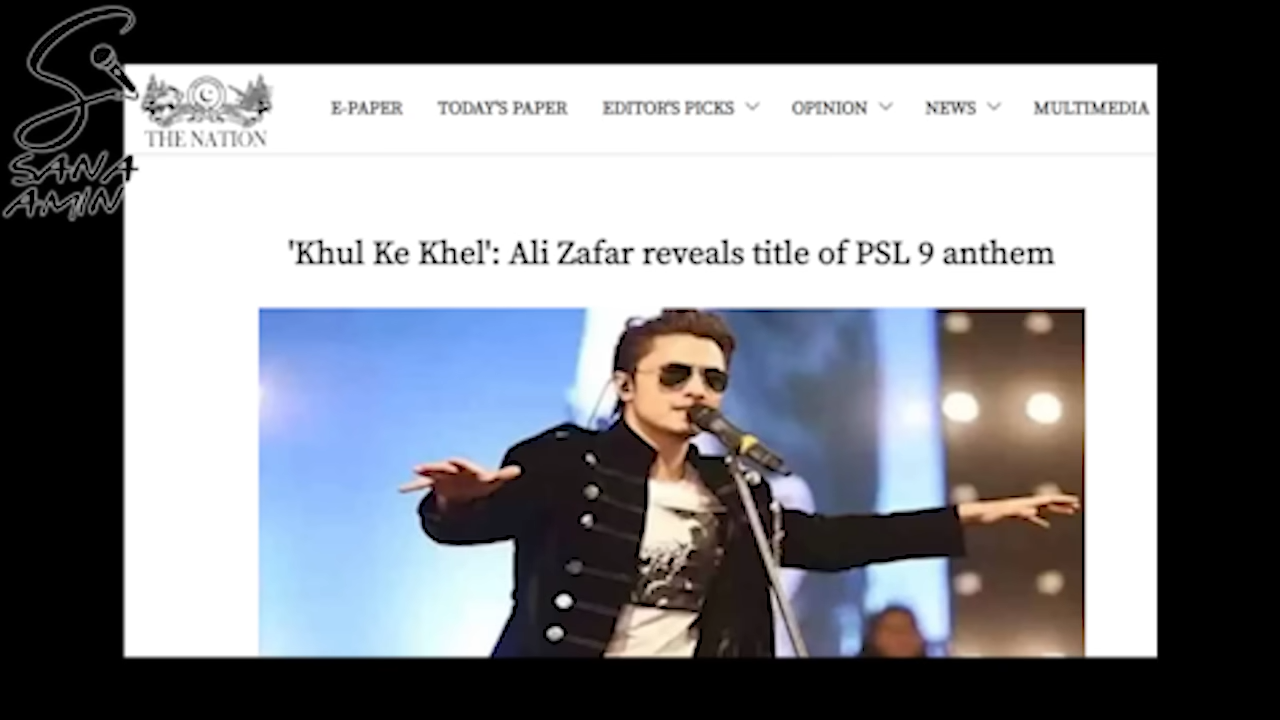 SANA
AMIN
THE NATION
E-PAPER TODAY'S PAPER EDITOR'S PICKS OPINION NEWS MULTIMEDIA
'Khul Ke Khel': Ali Zafar reveals title of PSL 9 anthem